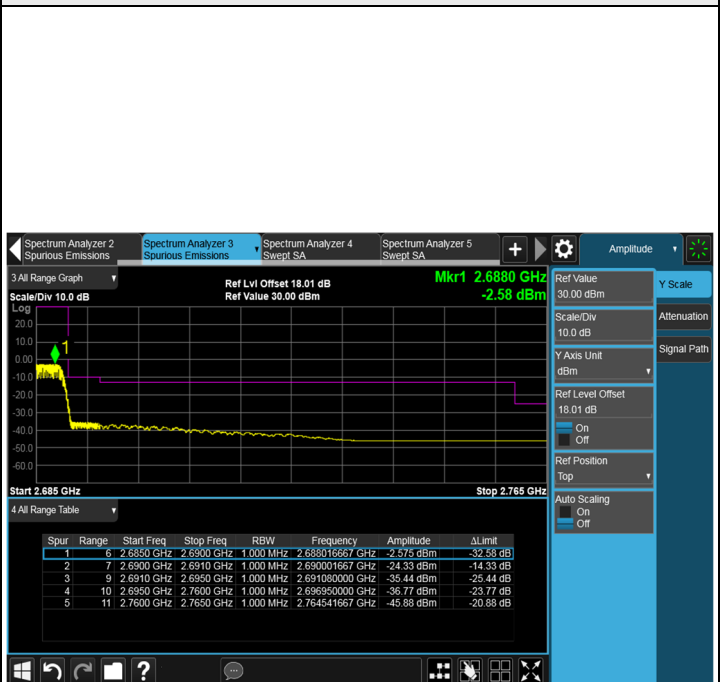 Spectrum Analyzer 2
Spurious Emissions
Spectrum Analyzer 3
Spurious Emissions
Spectrum Analyzer 4
Swept SA
Spectrum Analyzer 5
Swept SA
+
Amplitude
3 All Range Graph
Ref Lvl Offset 18.01 dB
Mkr1 2.6880 GHz
Scale/Div 10.0 dB
Ref Value 30.00 dBm
-2.58 dBm
Log
20.0
10.0
0.00
-10.0
-20.0
-30.0
-40.0
-50.0
-60.0
1
Start 2.685 GHz
Stop 2.765 GHz
Ref Value
30.00 dBm
Scale/Div
10.0 dB
Y Axis Unit
dBm
Ref Level Offset
18.01 dB
On
Off
Ref Position
Top
Auto Scaling
On
Off
Y Scale
Attenuation
Signal Path
4 All Range Table
Spur Range Start Freq Stop Freq RBW Frequency Amplitude ΔLimit
1 6 2.6850 GHz 2.6900 GHz 1.000 MHz 2.688016667 GHz -2.575 dBm -32.58 dB
2 7 2.6900 GHz 2.6910 GHz 1.000 MHz 2.690001667 GHz -24.33 dBm -14.33 dB
3 9 2.6910 GHz 2.6950 GHz 1.000 MHz 2.691080000 GHz -35.44 dBm -25.44 dB
4 10 2.6950 GHz 2.7600 GHz 1.000 MHz 2.696950000 GHz -36.77 dBm -23.77 dB
5 11 2.7600 GHz 2.7650 GHz 1.000 MHz 2.764541667 GHz -45.88 dBm -20.88 dB
?